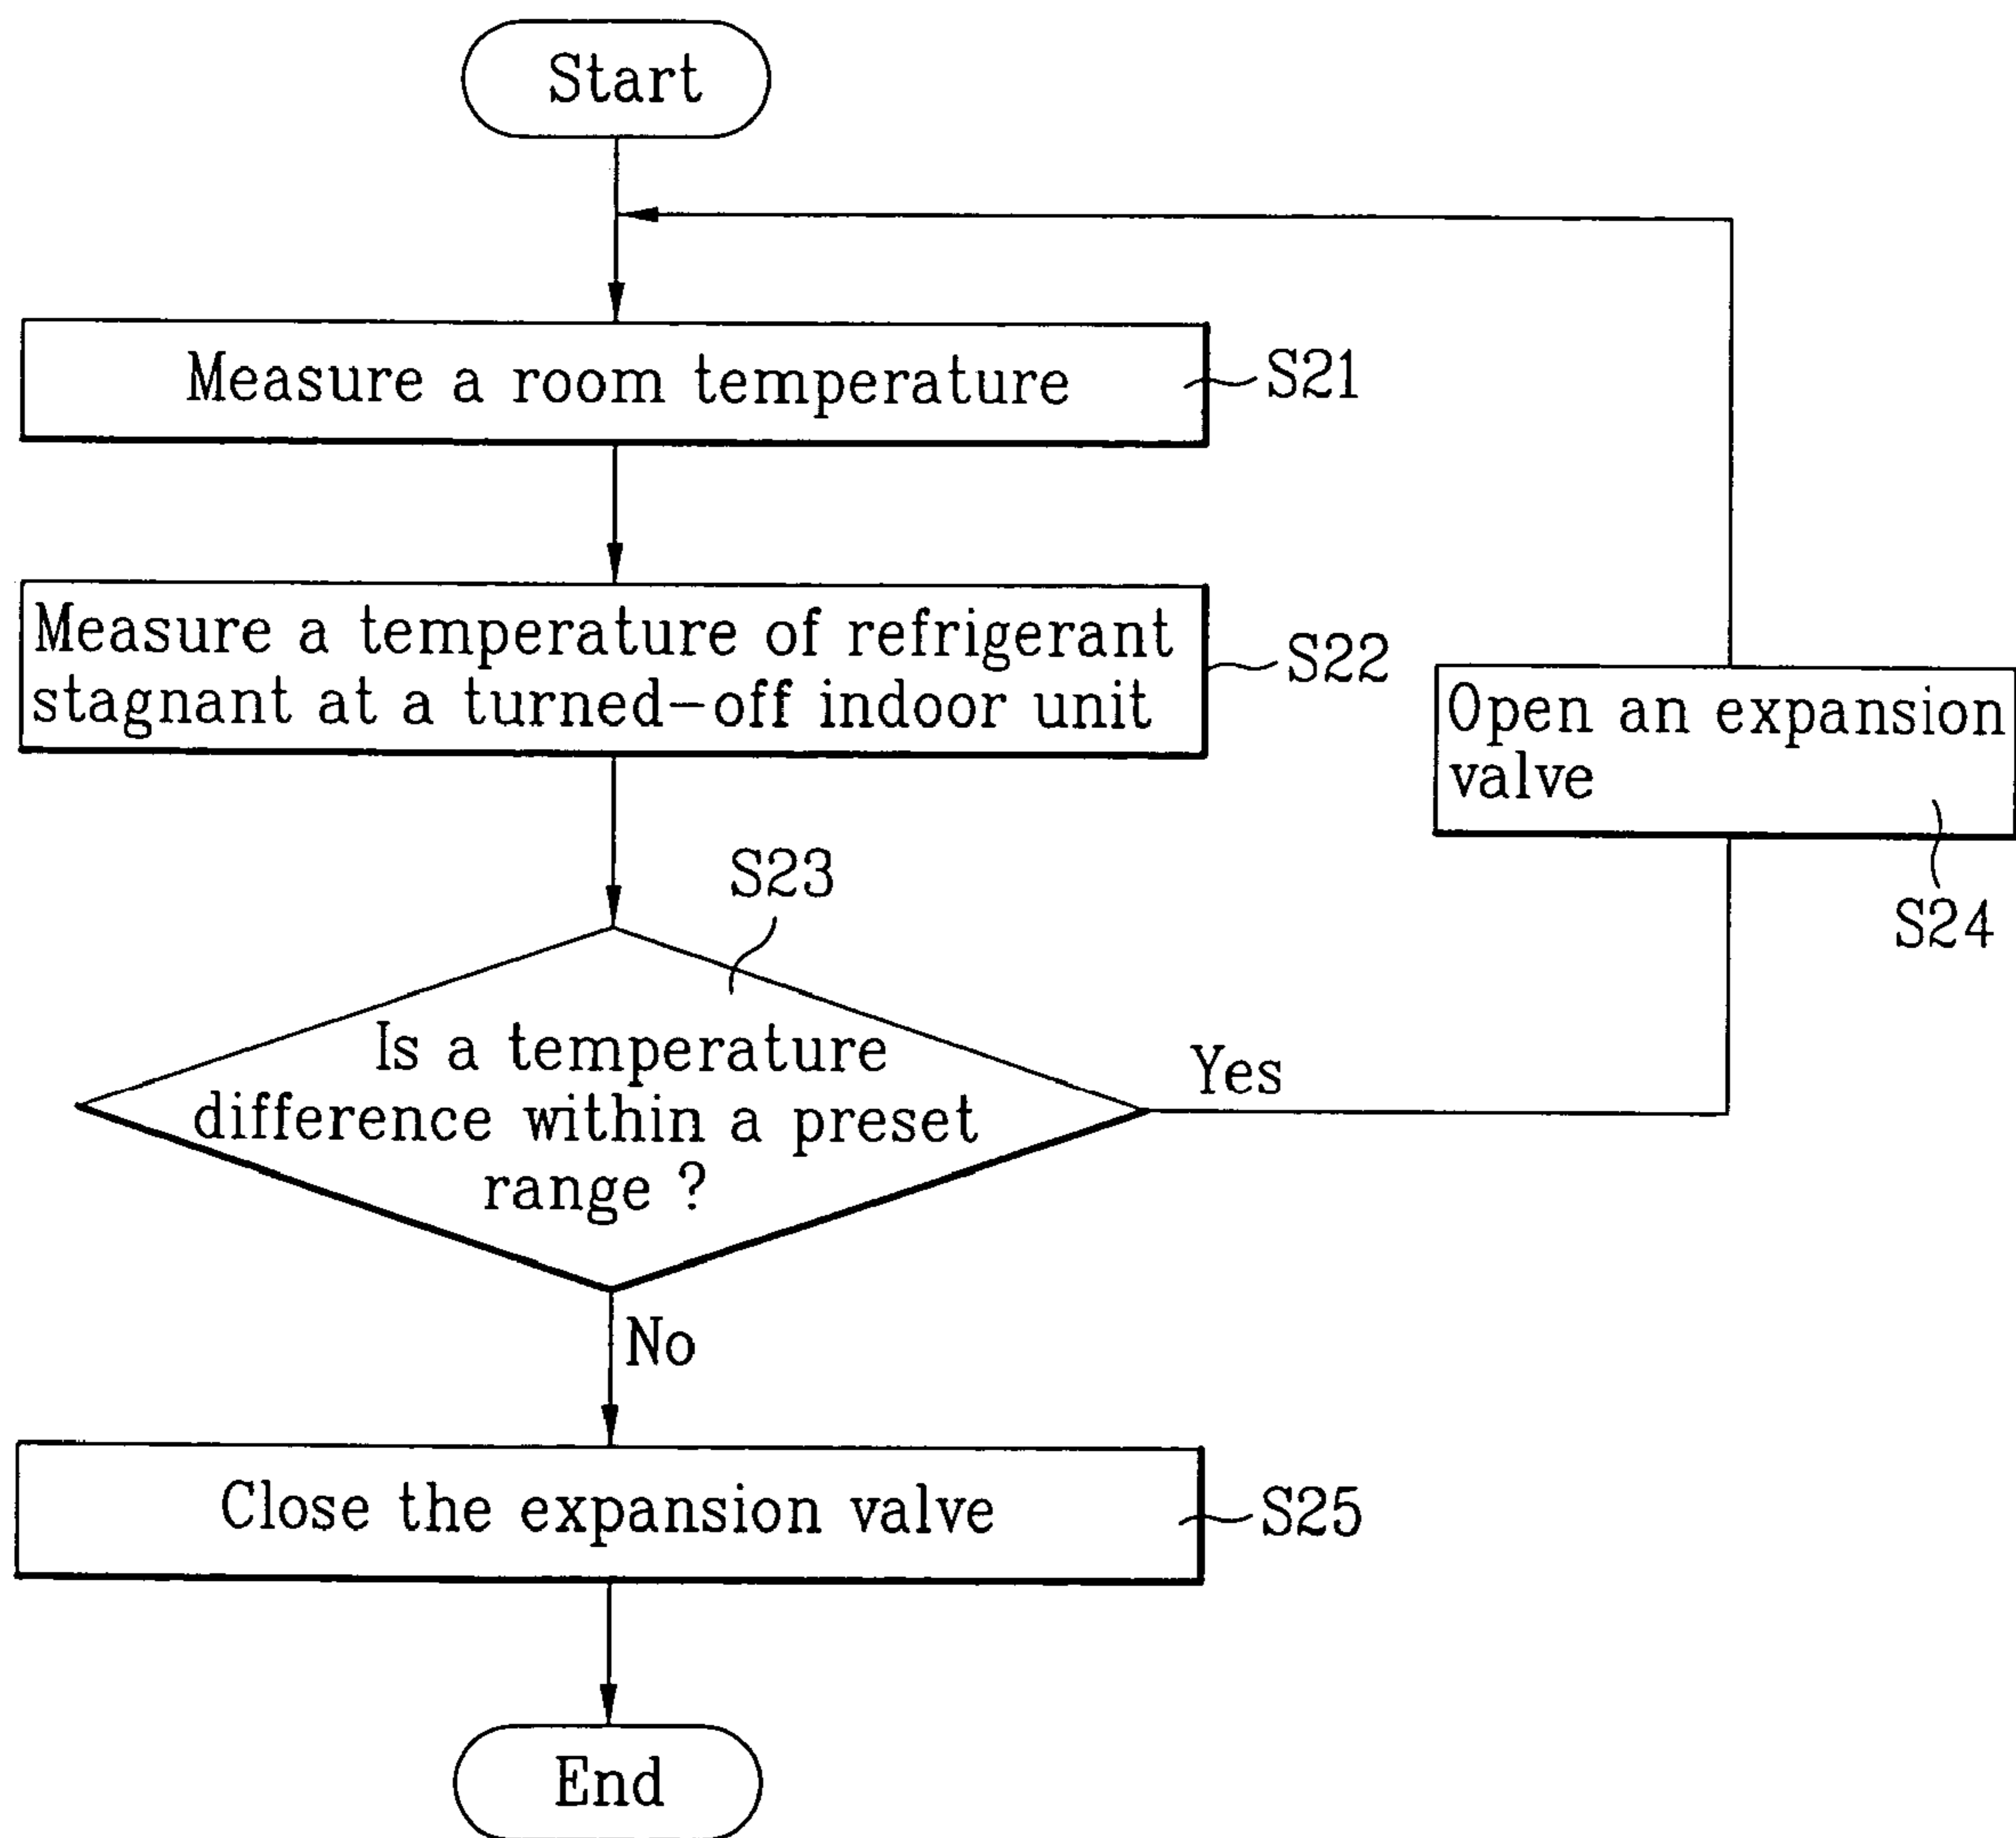 Start
Measure a room temperature
S21
Measure a temperature of refrigerant
stagnant at a turned-off indoor unit
S22
Open an expansion
valve
S24
S23
Is a temperature
difference within a preset
range ?
Yes
No
Close the expansion valve
S25
End